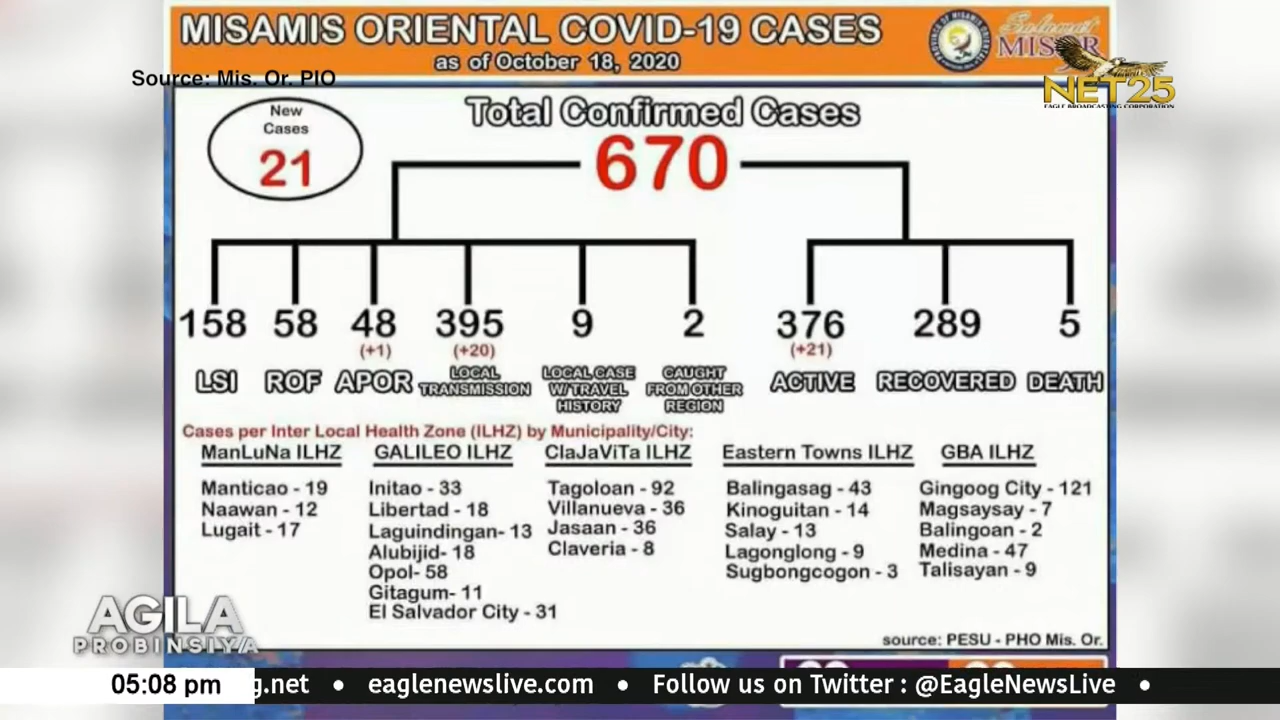 MISAMIS ORIENTAL COVID-19 CASES
as of October 18, 2020
Source: Mis. Or. PIO
NET25
EAGLE BROADCASTING CORPORATION
New
Cases
21
Total Confirmed Cases
670
158 58 48 395 9 2 376 289 5
(+1) (+20) (+21)
LSI ROF APOR LOCAL TRANSMISSION LOCAL CASE W/ TRAVEL HISTORY CAUGHT FROM OTHER REGION ACTIVE RECOVERED DEATH
Cases per Inter Local Health Zone (ILHZ) by Municipality/City:
ManLuNa ILHZ
Manticao - 19
Naawan - 12
Lugait - 17
GALILEO ILHZ
Initao - 33
Libertad - 18
Laguindingan- 13
Alubijid- 18
Opol- 58
Gitagum- 11
El Salvador City - 31
ClaJaViTa ILHZ
Tagoloan - 92
Villanueva - 36
Jasaan - 36
Claveria - 8
Eastern Towns ILHZ
Balingasag - 43
Kinoguitan - 14
Salay - 13
Lagonglong - 9
Sugbongcogon - 3
GBA ILHZ
Gingoog City - 121
Magsaysay - 7
Balingoan - 2
Medina - 47
Talisayan - 9
source: PESU - PHO Mis. Or.
AGILA
PROBINSIYA
05:08 pm g.net • eaglenewslive.com • Follow us on Twitter : @EagleNewsLive •